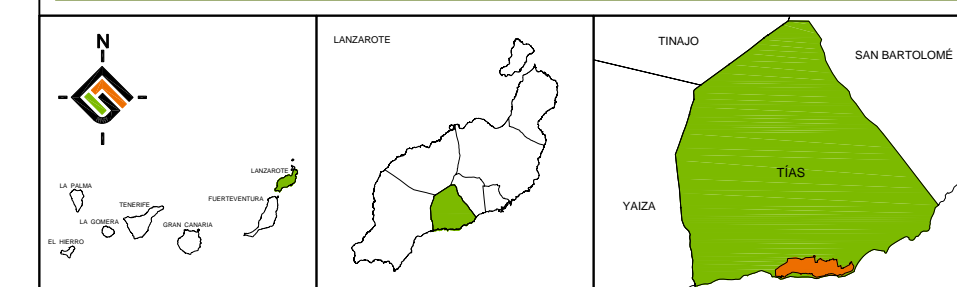 N
LANZAROTE
LA PALMA
TENERIFE
FUERTEVENTURA
LA GOMERA
GRAN CANARIA
EL HIERRO
LANZAROTE
TINAJO
SAN BARTOLOMÉ
TÍAS
YAIZA